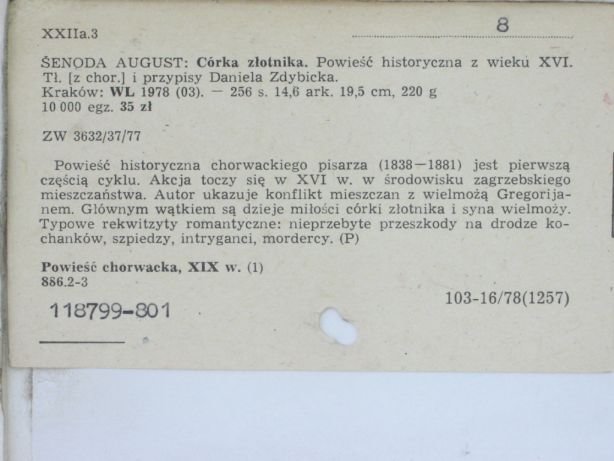 XXIIa.3
8
ŠENODA AUGUST: Córka złotnika. Powieść historyczna z wieku XVI.
Tł. [z chor.] i przypisy Daniela Zdybicka.
Kraków: WL 1978 (03). — 256 s. 14,6 ark. 19,5 cm, 220 g
10 000 egz. 35 zł
ZW 3632/37/77
Powieść historyczna chorwackiego pisarza (1838—1881) jest pierwszą
częścią cyklu. Akcja toczy się w XVI w. w środowisku zagrzebskiego
mieszczaństwa. Autor ukazuje konflikt mieszczan z wielmożą Gregorija-
nem. Głównym wątkiem są dzieje miłości córki złotnika i syna wielmoży.
Typowe rekwitzyty romantyczne: nieprzebyte przeszkody na drodze ko-
chanków, szpiedzy, intryganci, mordercy. (P)
Powieść chorwacka, XIX w. (1)
886.2-3
103-16/78(1257)
118799-801